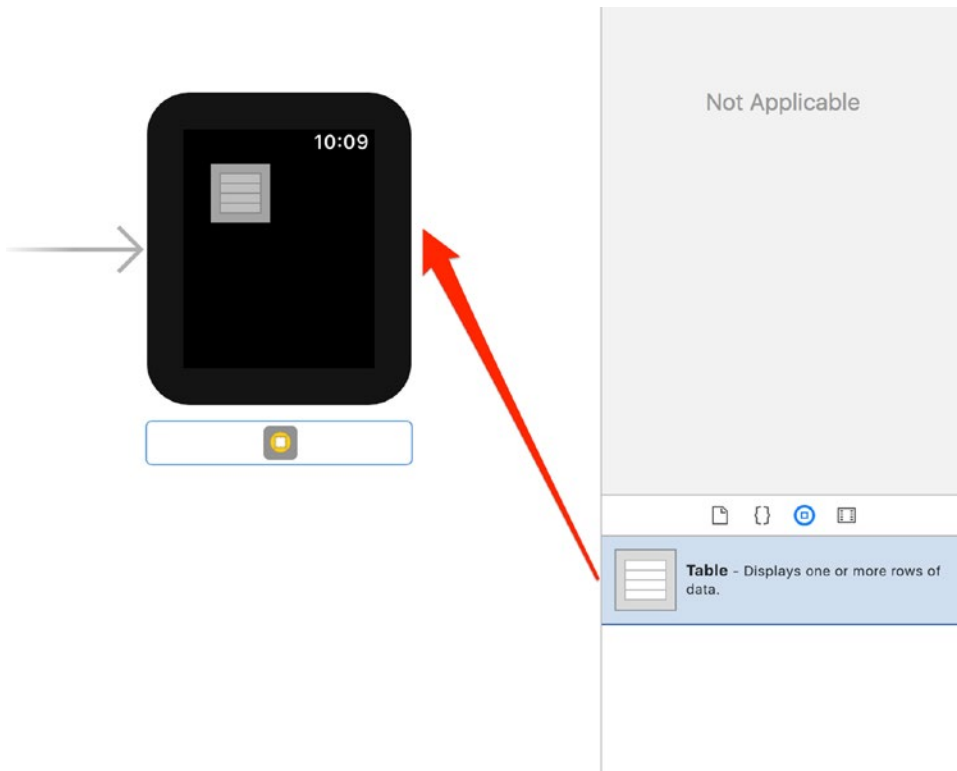 Not Applicable
10:09
{}
Table - Displays one or more rows of
data.